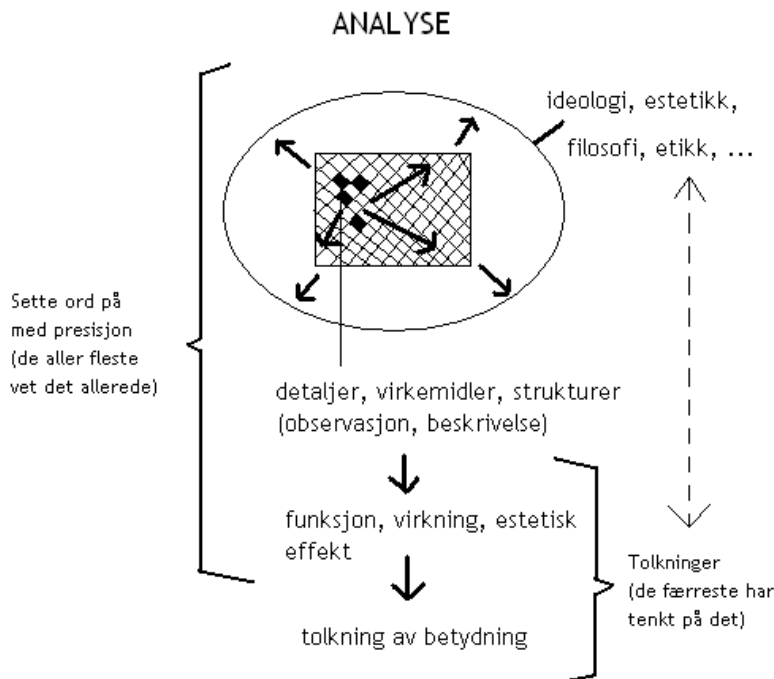 ANALYSE
ideologi, estetikk,
filosofi, etikk, ...
Sette ord på
med presisjon
(de aller fleste
vet det allerede)
detaljer, virkemidler, strukturer
(observasjon, beskrivelse)
funksjon, virkning, estetisk
effekt
tolkning av betydning
Tolkninger
(de færreste har
tenkt på det)